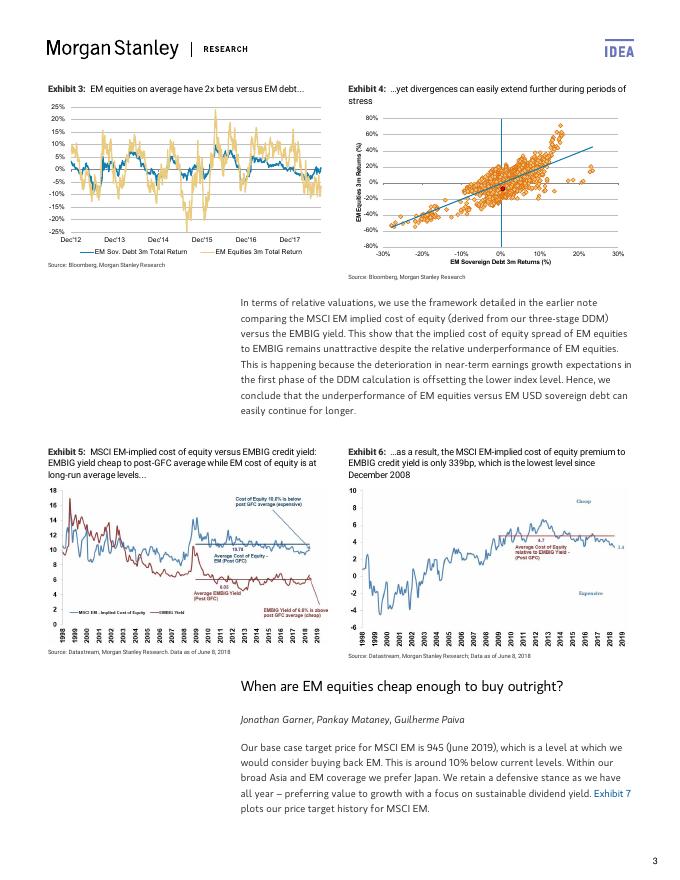 Morgan Stanley | RESEARCH
IDEA
Exhibit 3: EM equities on average have 2x beta versus EM debt...
25%
20%
15%
10%
5%
0%
-5%
-10%
-15%
-20%
-25%
Dec'12 Dec'13 Dec'14 Dec'15 Dec'16 Dec'17
EM Sov. Debt 3m Total Return EM Equities 3m Total Return
Source: Bloomberg, Morgan Stanley Research
Exhibit 4: ...yet divergences can easily extend further during periods of
stress
80%
60%
40%
20%
0%
-20%
-40%
-60%
-80%
EM Equities 3m Returns (%)
-30% -20% -10% 0% 10% 20% 30%
EM Sovereign Debt 3m Returns (%)
Source: Bloomberg, Morgan Stanley Research
In terms of relative valuations, we use the framework detailed in the earlier note
comparing the MSCI EM implied cost of equity (derived from our three-stage DDM)
versus the EMBIG yield. This show that the implied cost of equity spread of EM equities
to EMBIG remains unattractive despite the relative underperformance of EM equities.
This is happening because the deterioration in near-term earnings growth expectations in
the first phase of the DDM calculation is offsetting the lower index level. Hence, we
conclude that the underperformance of EM equities versus EM USD sovereign debt can
easily continue for longer.
Exhibit 5: MSCI EM-implied cost of equity versus EMBIG credit yield:
EMBIG yield cheap to post-GFC average while EM cost of equity is at
long-run average levels...
18
16
14
12
10
8
6
4
2
0
Cost of Equity 10.0% is below
post GFC average (expensive)
10.78
Average Cost of Equity -
EM (Post GFC)
6.03
Average EMBIG Yield
(Post GFC)
EMBIG Yield of 6.6% is above
post GFC average (cheap)
MSCI EM - Implied Cost of Equity EMBIG Yield
1998 1999 2000 2001 2002 2003 2004 2005 2006 2007 2008 2009 2010 2011 2012 2013 2014 2015 2016 2017 2018 2019
Source: Datastream, Morgan Stanley Research. Data as of June 8, 2018
Exhibit 6: ...as a result, the MSCI EM-implied cost of equity premium to
EMBIG credit yield is only 339bp, which is the lowest level since
December 2008
10
8
6
4
2
0
-2
-4
-6
Cheap
4.7
Average Cost of Equity
relative to EMBIG Yield -
(Post GFC)
3.4
Expensive
1998 1999 2000 2001 2002 2003 2004 2005 2006 2007 2008 2009 2010 2011 2012 2013 2014 2015 2016 2017 2018 2019
Source: Datastream, Morgan Stanley Research; Data as of June 8, 2018
When are EM equities cheap enough to buy outright?
Jonathan Garner, Pankay Mataney, Guilherme Paiva
Our base case target price for MSCI EM is 945 (June 2019), which is a level at which we
would consider buying back EM. This is around 10% below current levels. Within our
broad Asia and EM coverage we prefer Japan. We retain a defensive stance as we have
all year – preferring value to growth with a focus on sustainable dividend yield. Exhibit 7
plots our price target history for MSCI EM.
3